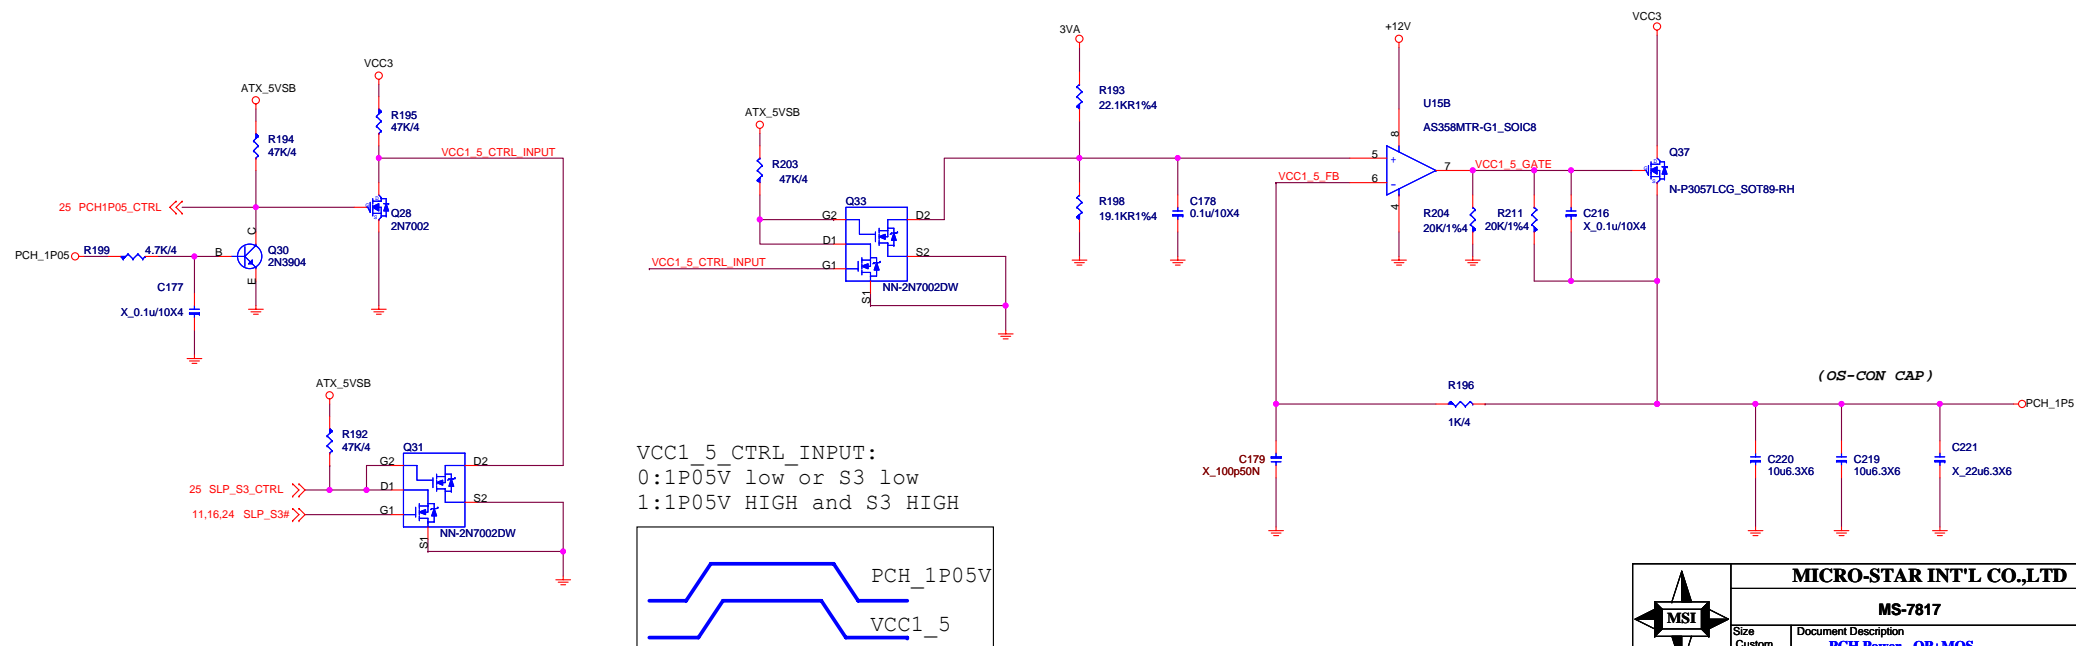 ATX_5VSB
R194
47K/4
VCC3
R195
47K/4
VCC1_5_CTRL_INPUT
25 PCH1P05_CTRL
Q28
2N7002
PCH_1P05
R199
4.7K/4
B
C
E
Q30
2N3904
C177
X_0.1u/10X4
ATX_5VSB
R192
47K/4
Q31
G2
D2
25 SLP_S3_CTRL
D1
S2
11,16,24 SLP_S3#
G1
S1
NN-2N7002DW
ATX_5VSB
R203
47K/4
Q33
G2
D2
D1
S2
VCC1_5_CTRL_INPUT
G1
S1
NN-2N7002DW
3VA
R193
22.1KR1%4
R198
19.1KR1%4
C178
0.1u/10X4
+12V
U15B
AS358MTR-G1_SOIC8
8
5
+
6
-
7
4
VCC1_5_FB
VCC1_5_GATE
R204
20K/1%4
R211
20K/1%4
C216
X_0.1u/10X4
VCC3
Q37
N-P3057LCG_SOT89-RH
R196
1K/4
C179
X_100p50N
(OS-CON CAP)
PCH_1P5
C220
10u6.3X6
C219
10u6.3X6
C221
X_22u6.3X6
VCC1_5_CTRL_INPUT:
0:1P05V low or S3 low
1:1P05V HIGH and S3 HIGH
PCH_1P05V
VCC1_5
MSI
MICRO-STAR INT'L CO.,LTD
MS-7817
Size
Custom
Document Description